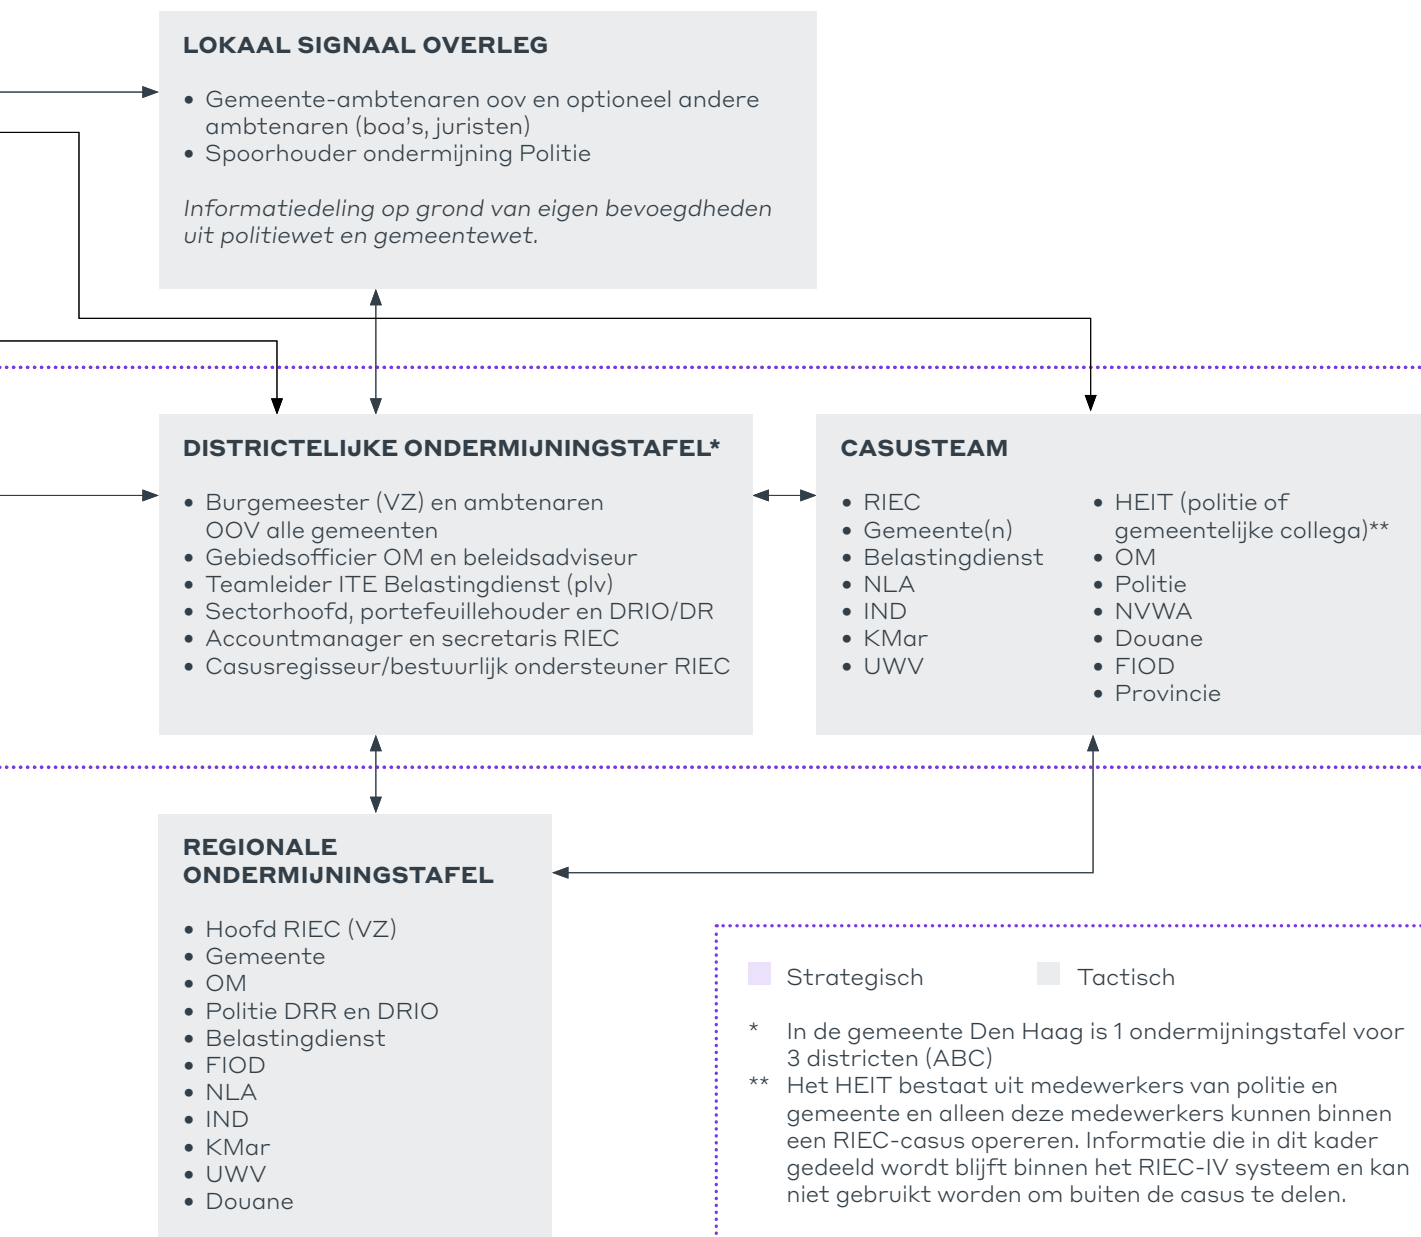 LOKAAL SIGNAAL OVERLEG
• Gemeente-ambtenaren oov en optioneel andere
ambtenaren (boa's, juristen)
• Spoorhouder ondermijning Politie
Informatiedeling op grond van eigen bevoegdheden
uit politiewet en gemeentewet.
DISTRICTELIJKE ONDERMIJNINGSTAFEL*
• Burgemeester (VZ) en ambtenaren
OOV alle gemeenten
• Gebiedsofficier OM en beleidsadviseur
• Teamleider ITE Belastingdienst (plv)
• Sectorhoofd, portefeuillehouder en DRIO/DR
• Accountmanager en secretaris RIEC
• Casusregisseur/bestuurlijk ondersteuner RIEC
CASUSTEAM
• RIEC
• Gemeente(n)
• Belastingdienst
• NLA
• IND
• KMar
• UWV
• HEIT (politie of
gemeentelijke collega)**
• OM
• Politie
• NVWA
• Douane
• FIOD
• Provincie
REGIONALE
ONDERMIJNINGSTAFEL
• Hoofd RIEC (VZ)
• Gemeente
• OM
• Politie DRR en DRIO
• Belastingdienst
• FIOD
• NLA
• IND
• KMar
• UWV
• Douane
Strategisch
Tactisch
* In de gemeente Den Haag is 1 ondermijningstafel voor
3 districten (ABC)
** Het HEIT bestaat uit medewerkers van politie en
gemeente en alleen deze medewerkers kunnen binnen
een RIEC-casus opereren. Informatie die in dit kader
gedeeld wordt blijft binnen het RIEC-IV systeem en kan
niet gebruikt worden om buiten de casus te delen.